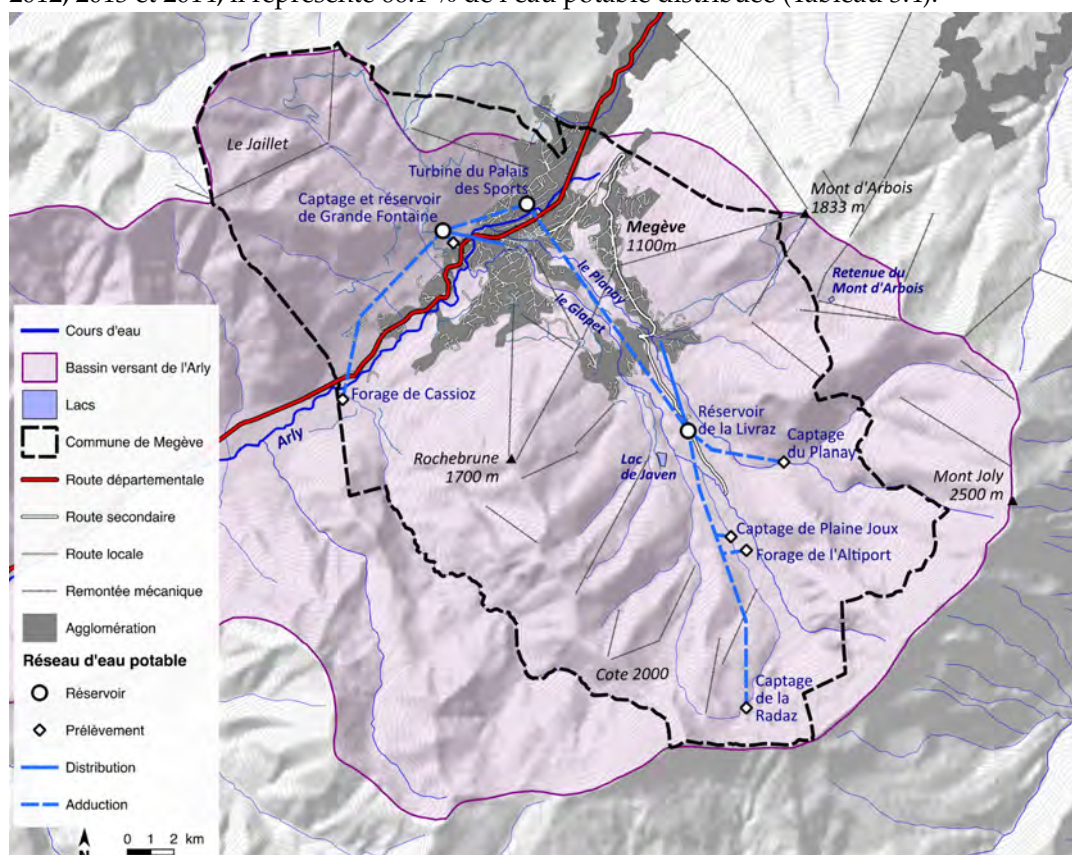 2012, 2013 et 2014, il représente 68.1 % de l'eau potable distribuée (Tableau 3.4).
Le Jaillet
Turbine du Palais
des Sports
Captage et réservoir
de Grande Fontaine
Mont d'Arbois
1833 m
Megève
1100m
le Planay
le Glapet
Retenue du
Mont d'Arbois
Forage de Cassioz
Arly
Réservoir
de la Livraz
Captage
du Planay
Rochebrune
1700 m
Lac
de Javen
Mont Joly
2500 m
Captage de Plaine Joux
Forage de l'Altiport
Cote 2000
Captage
de la
Radaz
Cours d'eau
Bassin versant de l'Arly
Lacs
Commune de Megève
Route départementale
Route secondaire
Route locale
Remontée mécanique
Agglomération
Réseau d'eau potable
Réservoir
Prélèvement
Distribution
Adduction
N
0 1 2 km